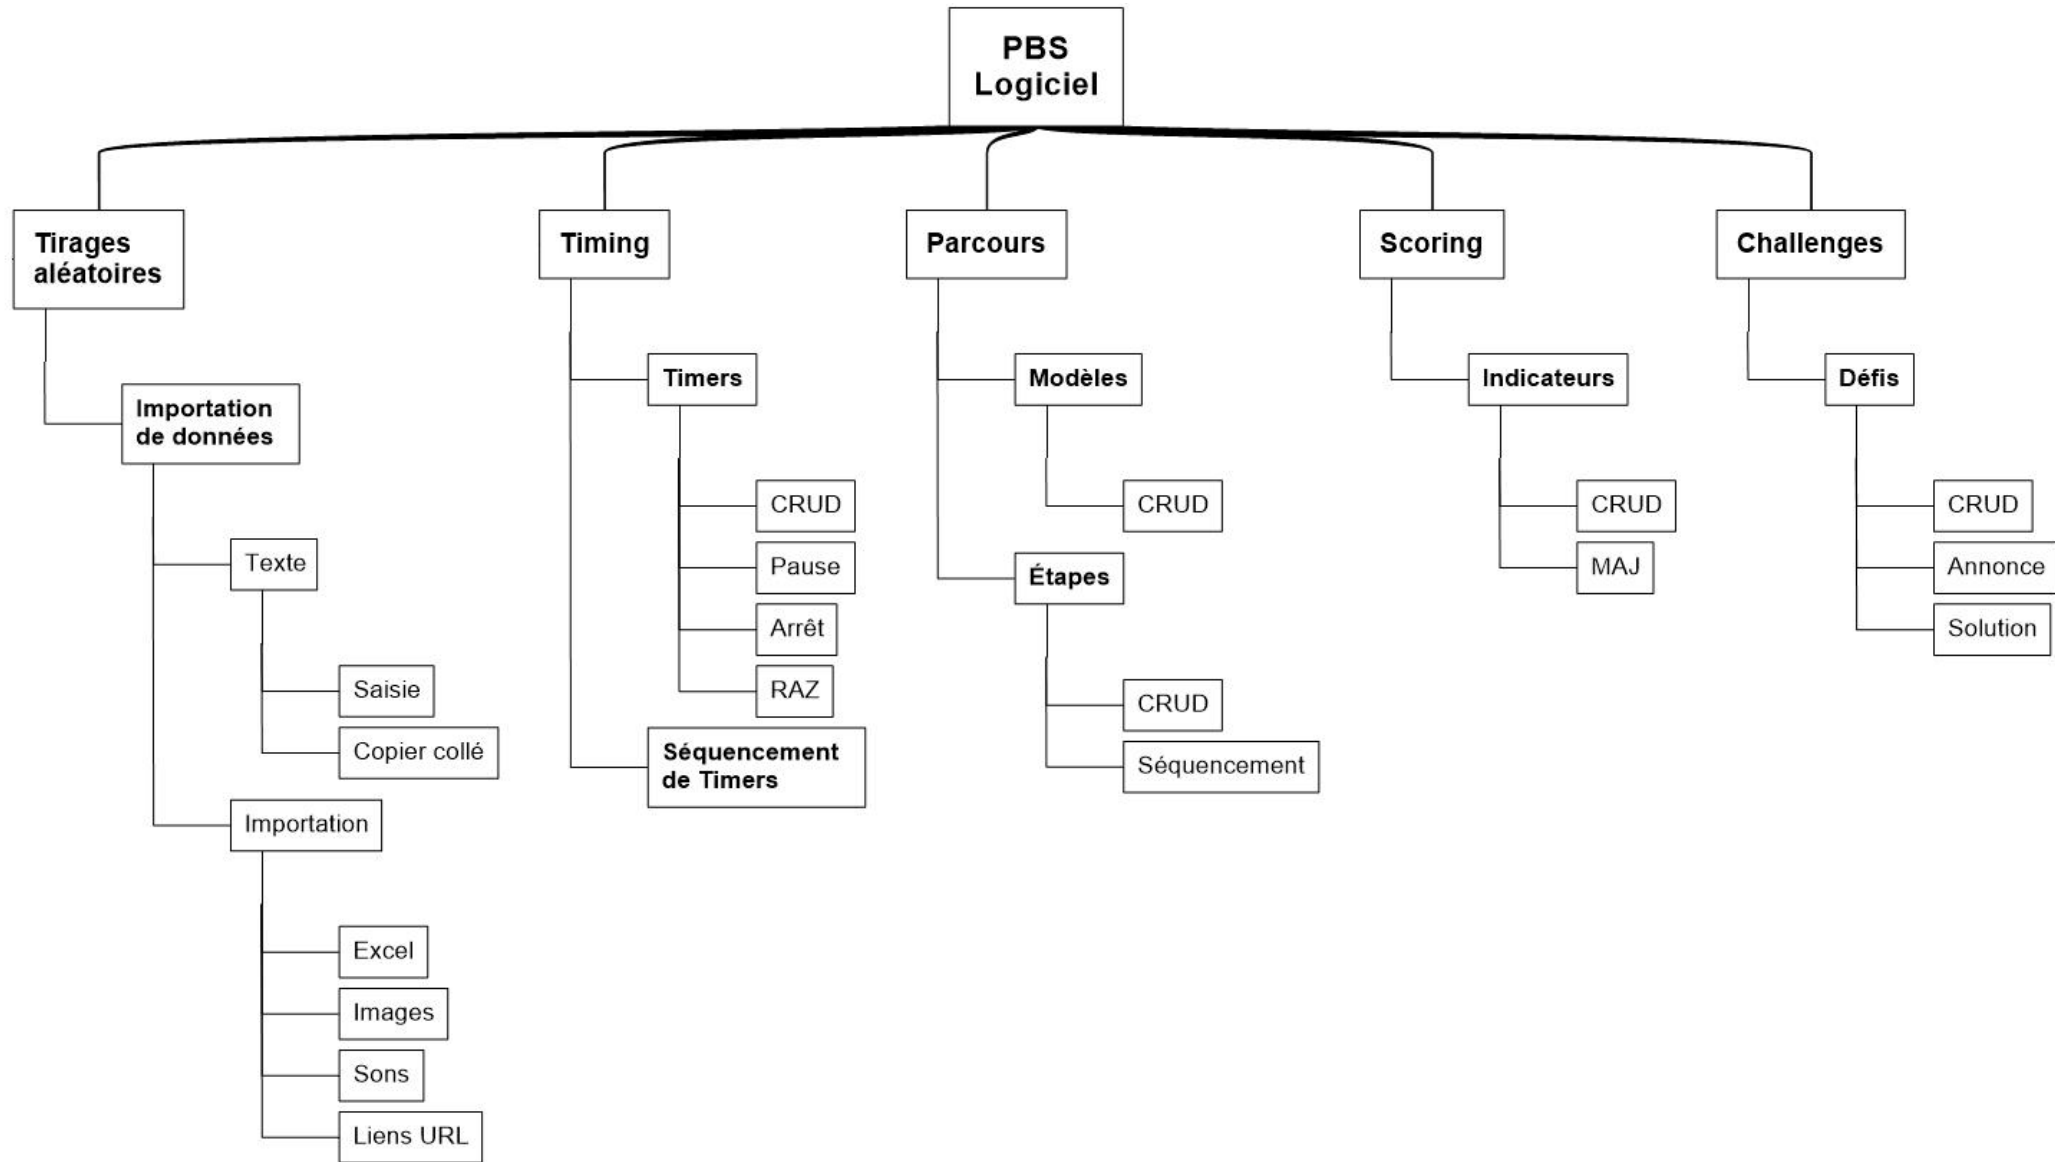 PBS
Logiciel
Tirages
aléatoires
Importation
de données
Texte
Saisie
Copier collé
Importation
Excel
Images
Sons
Liens URL
Timing
Timers
CRUD
Pause
Arrêt
RAZ
Séquencement
de Timers
Parcours
Modèles
CRUD
Étapes
CRUD
Séquencement
Scoring
Indicateurs
CRUD
MAJ
Challenges
Défis
CRUD
Annonce
Solution